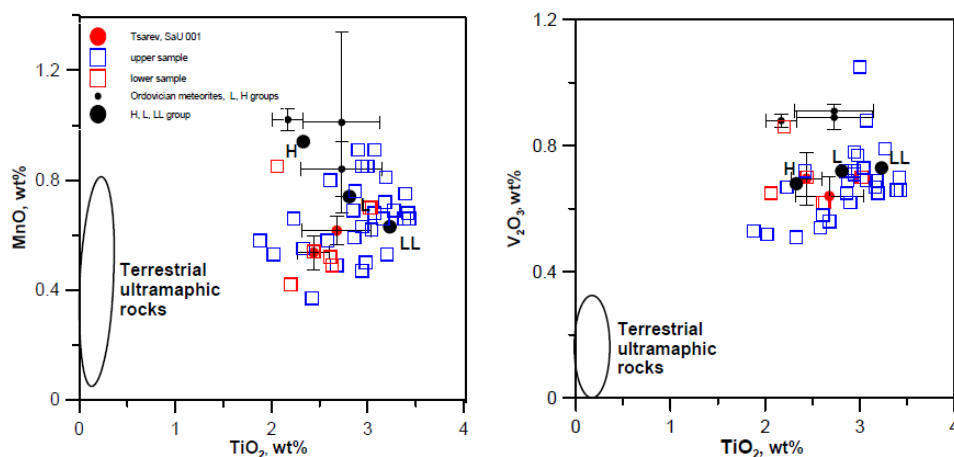 Tsarev, SaU 001
upper sample
lower sample
Ordovician meteorites, L, H groups
H, L, LL group
MnO, wt%
1.2
0.8
0.4
0
H
L
LL
Terrestrial
ultramaphic
rocks
0 1 2 3 4
TiO2, wt%
V2O3, wt%
1.2
0.8
0.4
0
H
L
LL
Terrestrial
ultramaphic
rocks
0 1 2 3 4
TiO2, wt%